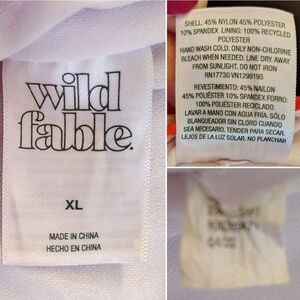 wild
fable.
XL
MADE IN CHINA
HECHO EN CHINA
SHELL: 45% NYLON 45% POLYESTER
10% SPANDEX LINING: 100% RECYCLED
POLYESTER
HAND WASH COLD. ONLY NON-CHLORINE
BLEACH WHEN NEEDED. LINE DRY. AWAY
FROM SUNLIGHT. DO NOT IRON
RN17730 VN1299195
REVESTIMIENTO: 45% NAILON
45% POLIÉSTER 10% SPANDEX FORRO:
100% POLIÉSTER RECICLADO
LAVAR A MANO CON AGUA FRÍA. SÓLO
BLANQUEADOR SIN CLORO CUANDO
SEA NECESARIO. TENDER PARA SECAR.
LEJOS DE LA LUZ SOLAR. NO PLANCHAR